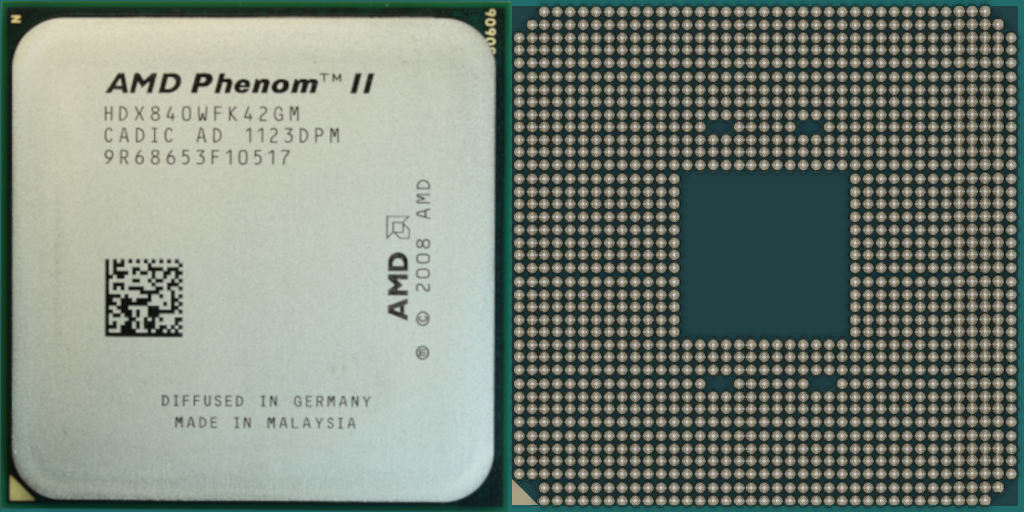 N
AMD Phenom™ II
HDX840WFK42GM
CADIC AD 1123DPM
9R68653F10517
AMD
® © 2008 AMD
DIFFUSED IN GERMANY
MADE IN MALAYSIA